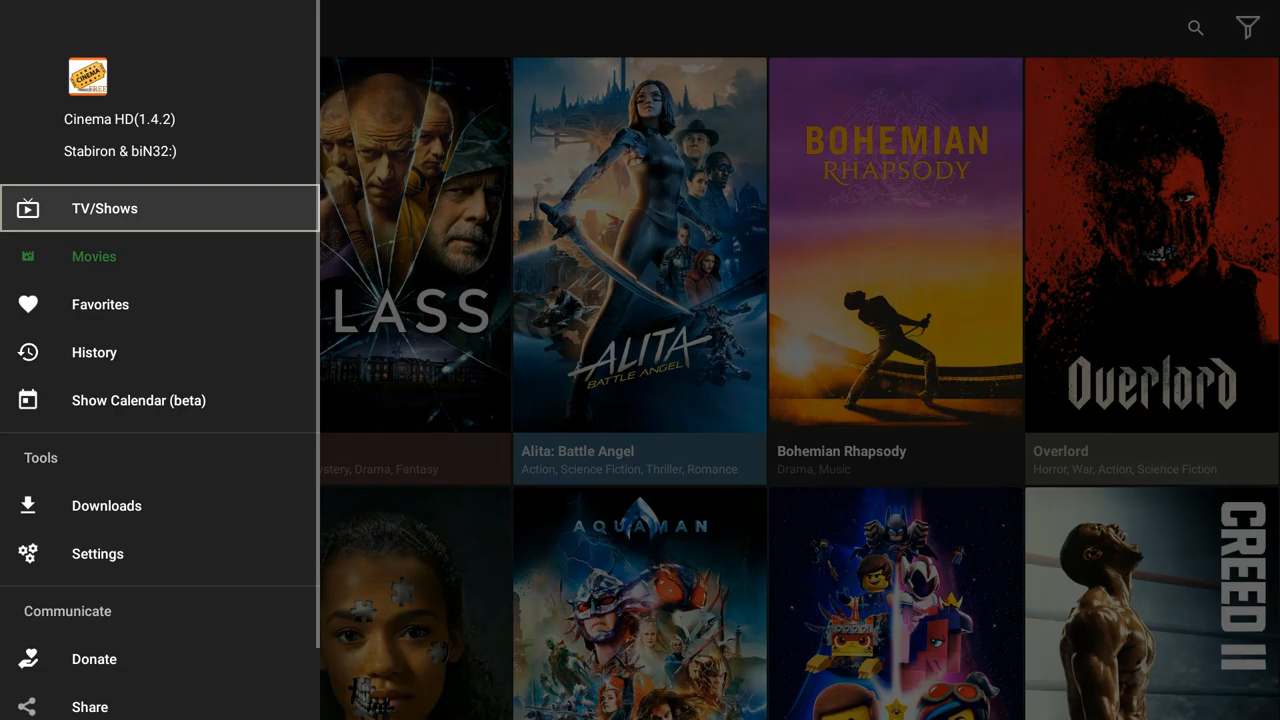 CINEMA
FREE
Cinema HD(1.4.2)
Stabiron & biN32:)
TV/Shows
Movies
Favorites
History
Show Calendar (beta)
Tools
Downloads
Settings
Communicate
Donate
Share
LASS
ystery, Drama, Fantasy
ALITA
BATTLE ANGEL
Alita: Battle Angel
Action, Science Fiction, Thriller, Romance
BOHEMIAN
RHAPSODY
Bohemian Rhapsody
Drama, Music
Overlord
Overlord
Horror, War, Action, Science Fiction
AQUAMAN
CREED II